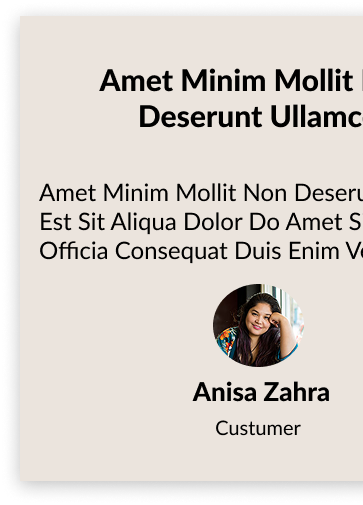 Amet Minim Mollit
Deserunt Ullamc
Amet Minim Mollit Non Deseru
Est Sit Aliqua Dolor Do Amet S
Officia Consequat Duis Enim Ve
Anisa Zahra
Custumer